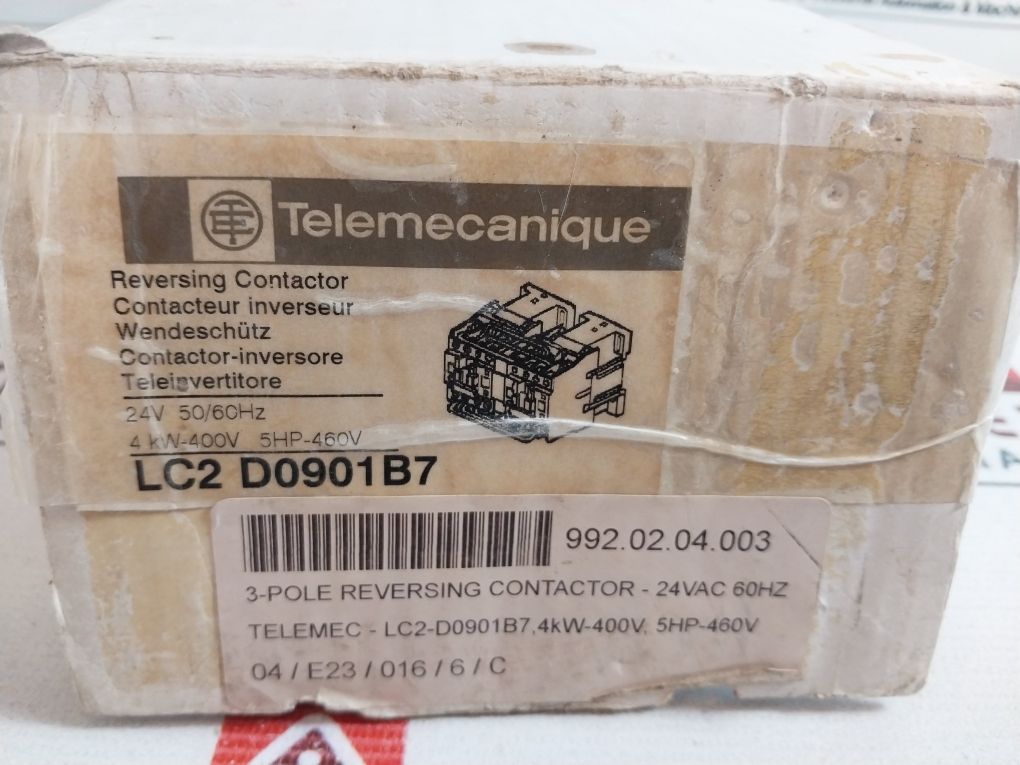 Telemecanique
Reversing Contactor
Contacteur inverseur
Wendeschütz
Contactor-inversore
Teleinvertitore
24V 50/60Hz
4 kW-400V 5HP-460V
LC2 D0901B7
992.02.04.003
3-POLE REVERSING CONTACTOR - 24VAC 60HZ
TELEMEC - LC2-D0901B7,4kW-400V, 5HP-460V
04 / E23 / 016 / 6 / C